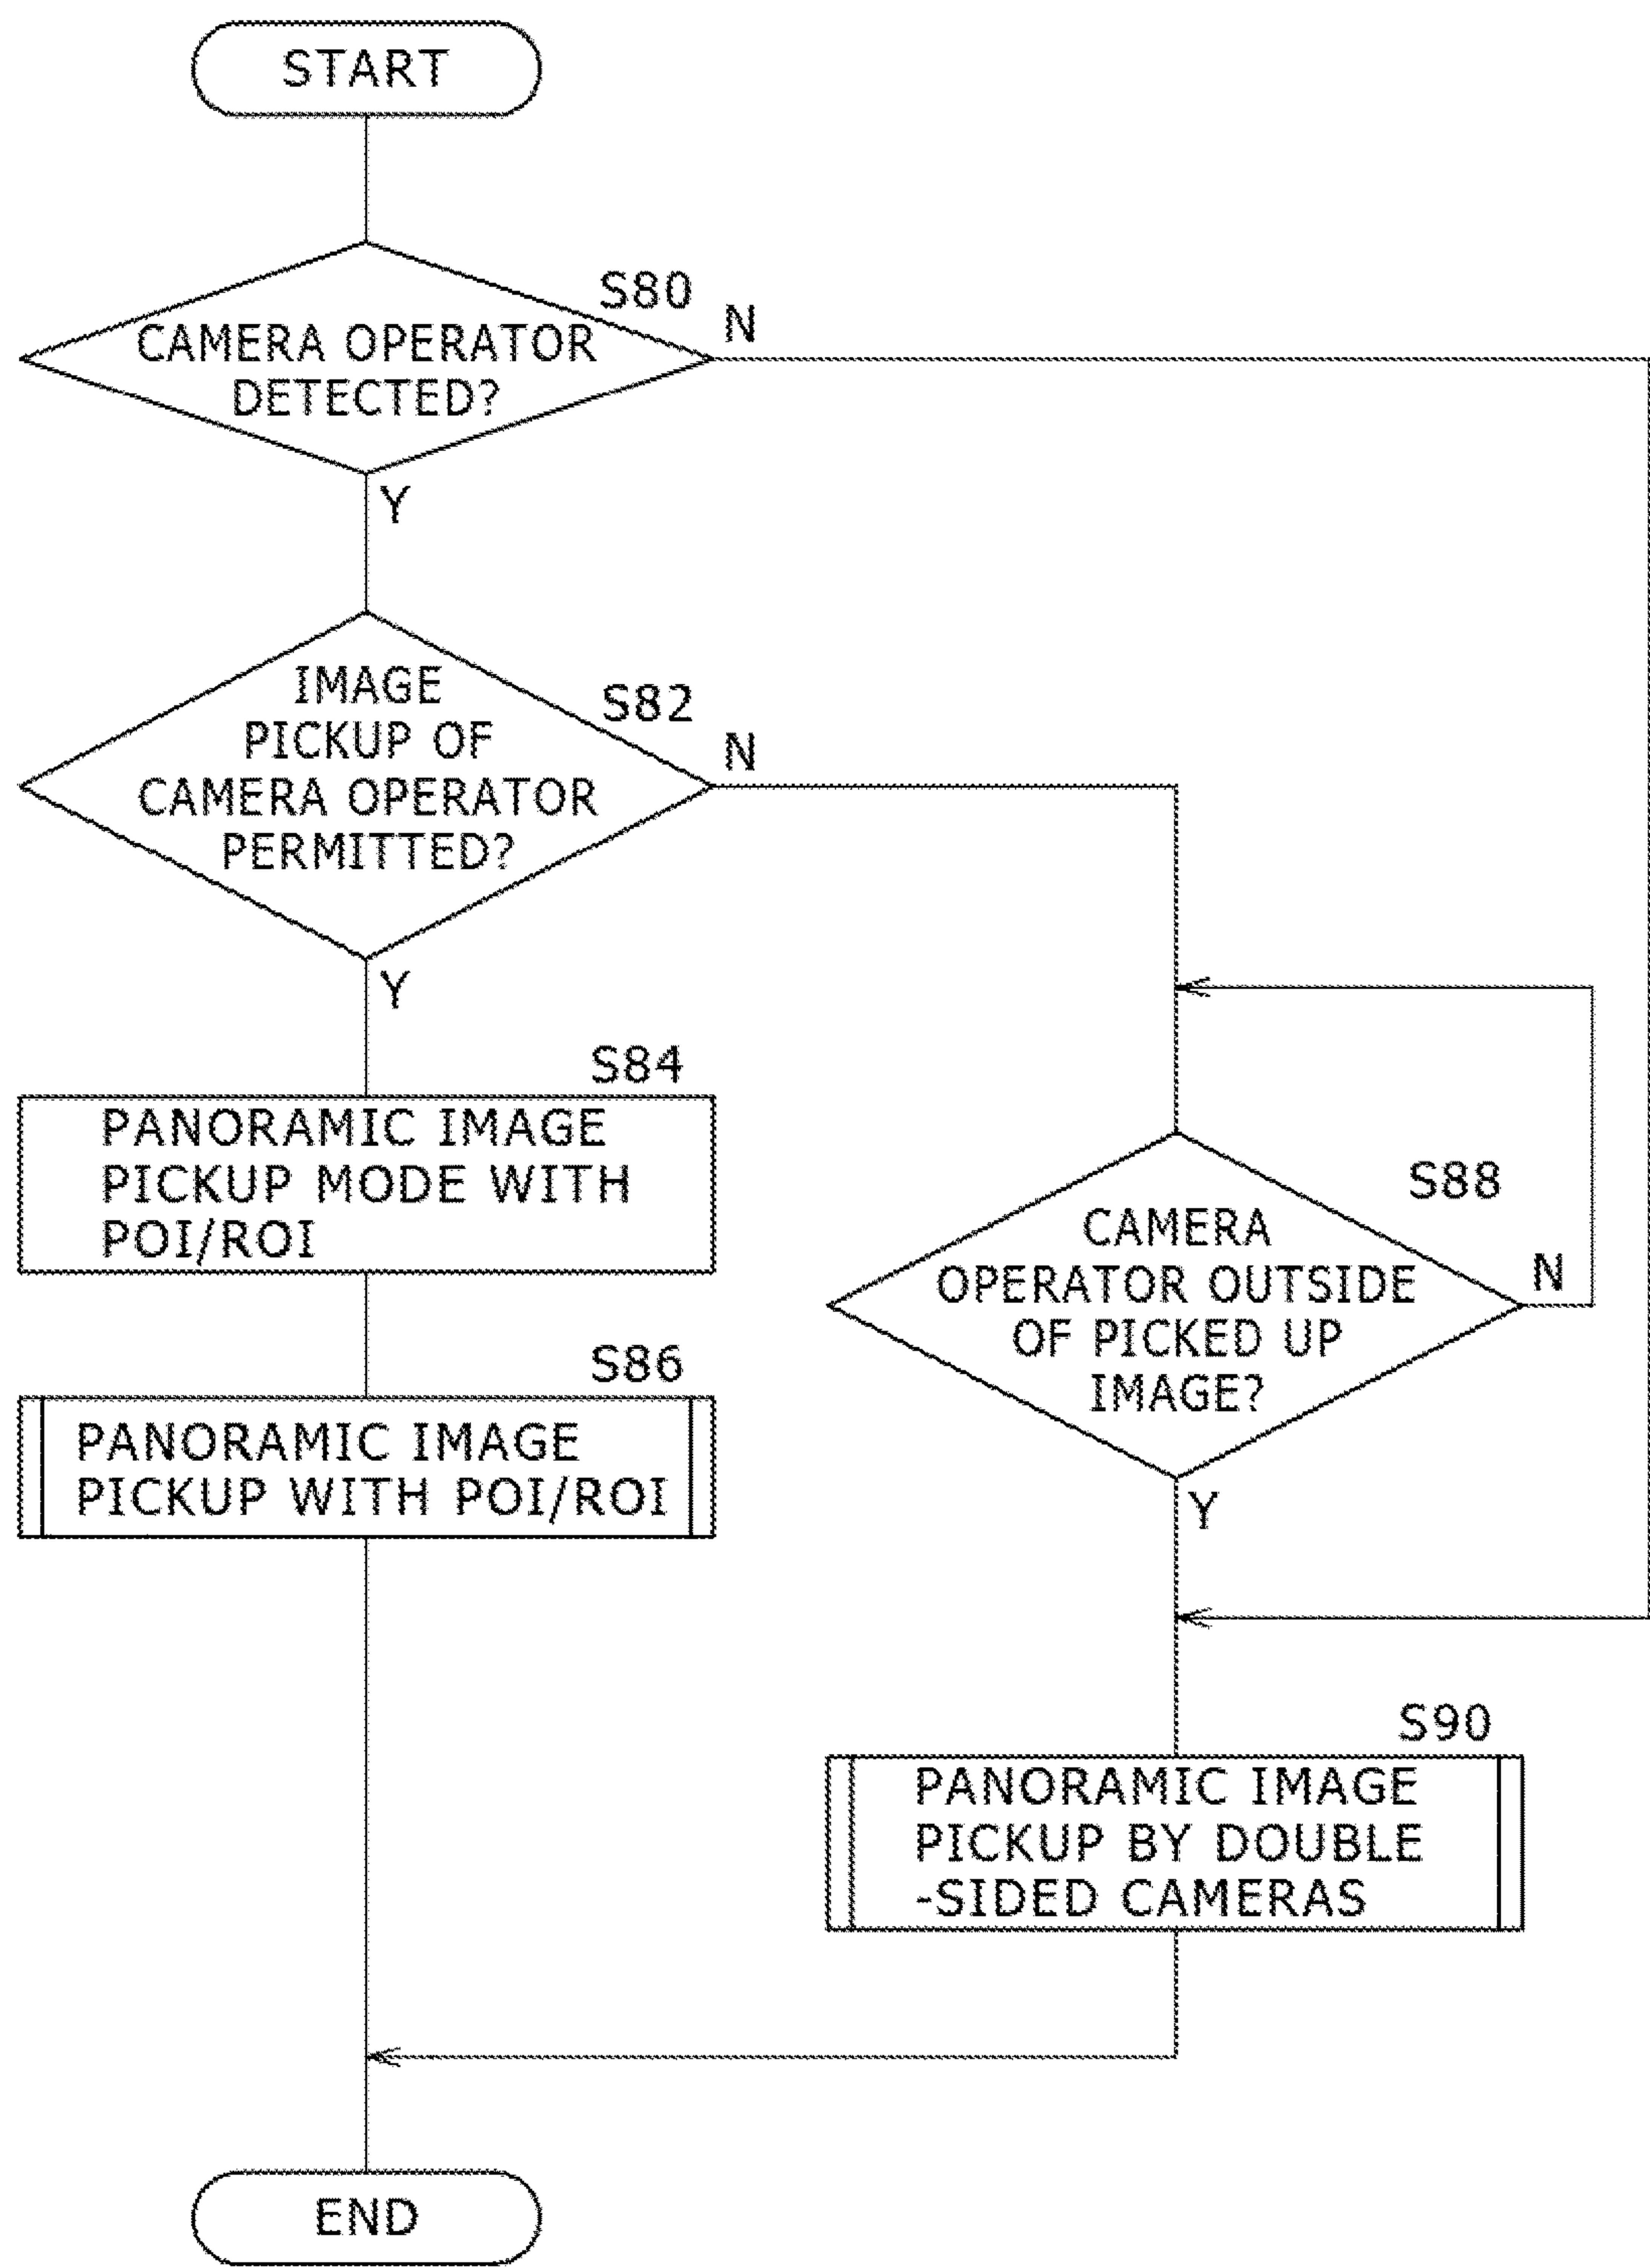 START
S80
N
CAMERA OPERATOR
DETECTED?
Y
IMAGE
PICKUP OF
CAMERA OPERATOR
PERMITTED?
S82
N
Y
S84
PANORAMIC IMAGE
PICKUP MODE WITH
POI/ROI
S86
PANORAMIC IMAGE
PICKUP WITH POI/ROI
S88
CAMERA
OPERATOR OUTSIDE
OF PICKED UP
IMAGE?
N
Y
S90
PANORAMIC IMAGE
PICKUP BY DOUBLE
-SIDED CAMERAS
END